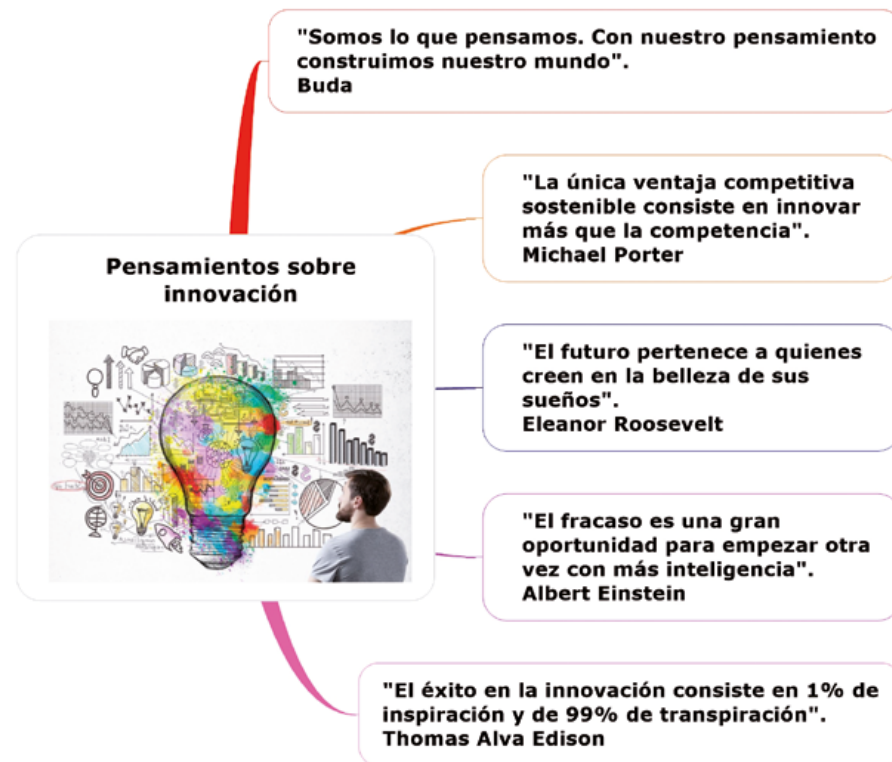 "Somos lo que pensamos. Con nuestro pensamiento
construimos nuestro mundo".
Buda
"La única ventaja competitiva
sostenible consiste en innovar
más que la competencia".
Michael Porter
Pensamientos sobre
innovación
"El futuro pertenece a quienes
creen en la belleza de sus
sueños".
Eleanor Roosevelt
"El fracaso es una gran
oportunidad para empezar otra
vez con más inteligencia".
Albert Einstein
"El éxito en la innovación consiste en 1% de
inspiración y de 99% de transpiración".
Thomas Alva Edison